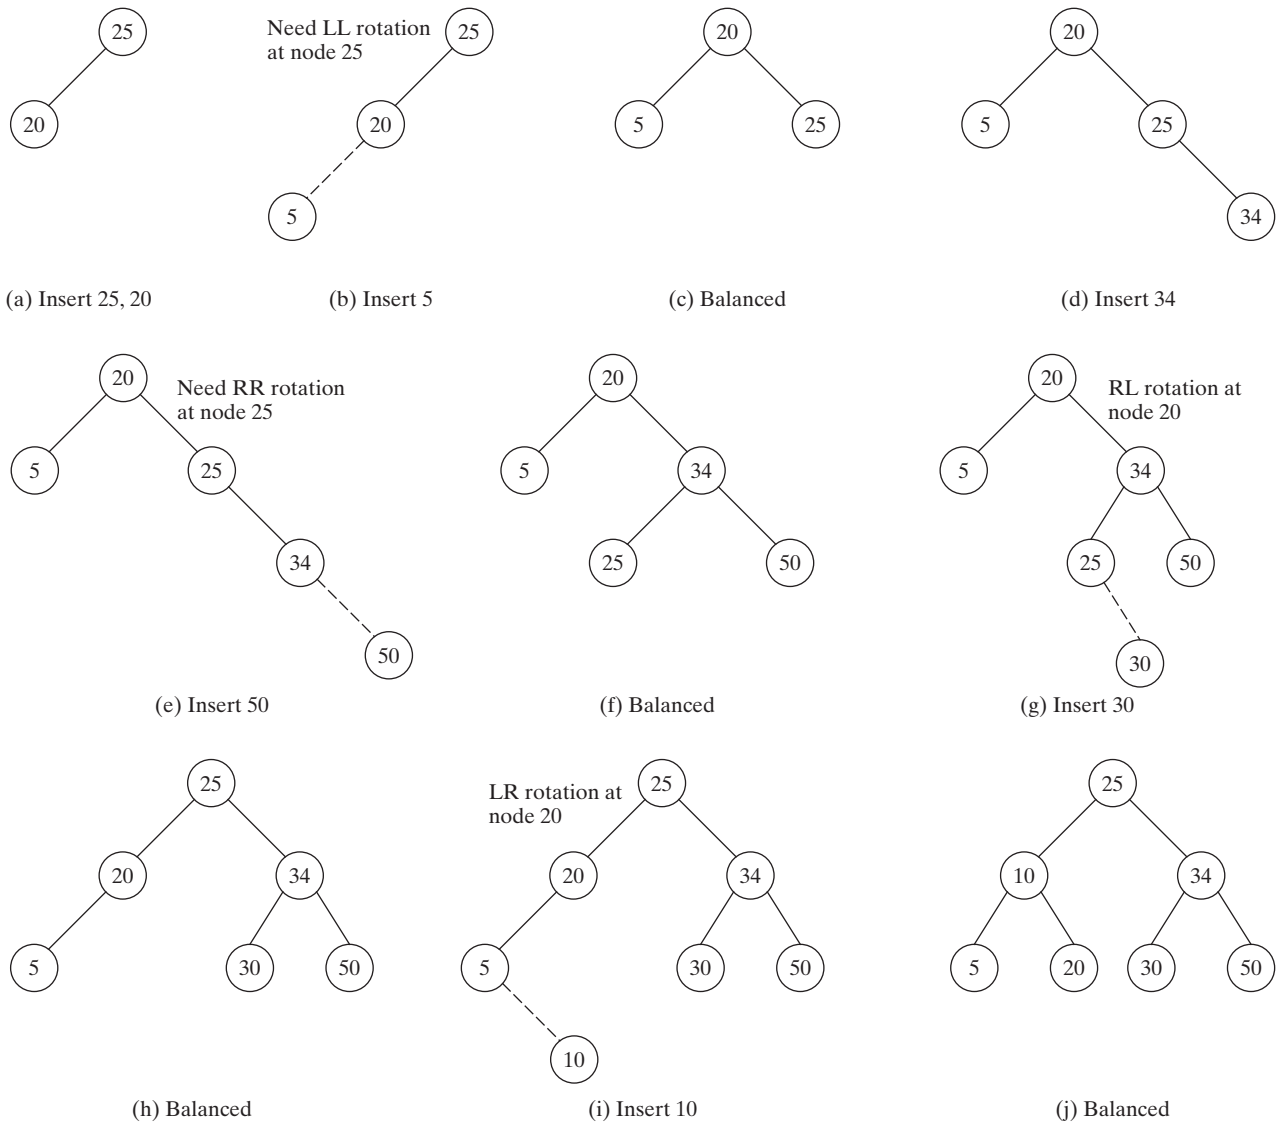 25
Need LL rotation
at node 25
25
20
20
20
20
5
25
5
25
5
34
(a) Insert 25, 20
(b) Insert 5
(c) Balanced
(d) Insert 34
20
Need RR rotation
at node 25
20
20
RL rotation at
node 20
5
25
5
34
5
34
34
25
50
25
50
50
30
(e) Insert 50
(f) Balanced
(g) Insert 30
25
LR rotation at
node 20
25
25
20
34
20
34
10
34
5
30
50
5
30
50
5
20
30
50
10
(h) Balanced
(i) Insert 10
(j) Balanced